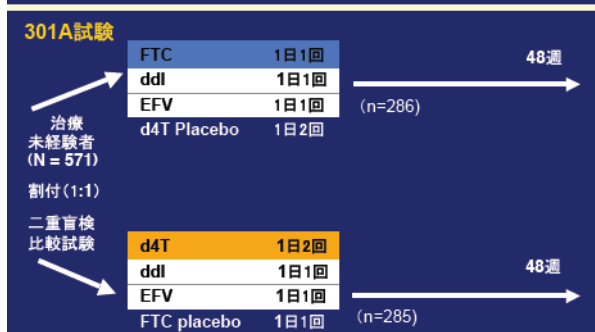 301A試験
FTC 1日1回
ddI 1日1回
EFV 1日1回
d4T Placebo 1日2回
48週
(n=286)
治療
未経験者
(N = 571)
割付(1:1)
二重盲検
比較試験
d4T 1日2回
ddI 1日1回
EFV 1日1回
FTC placebo 1日1回
48週
(n=285)